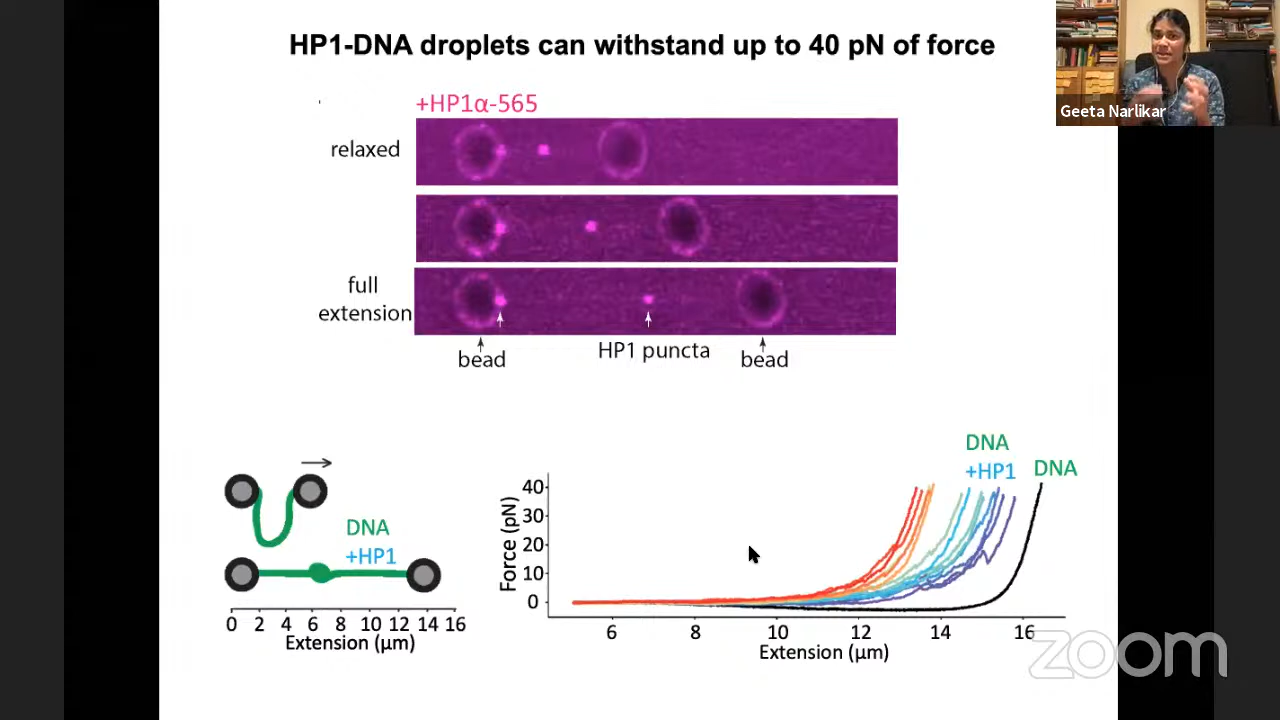 HP1-DNA droplets can withstand up to 40 pN of force
Geeta Narlikar
+HP1α-565
relaxed
full
extension
bead
HP1 puncta
bead
DNA
+HP1
0 2 4 6 8 10 12 14 16
Extension (µm)
DNA
+HP1
DNA
Force (pN)
40
30
20
10
0
6 8 10 12 14 16
Extension (µm)
zoom